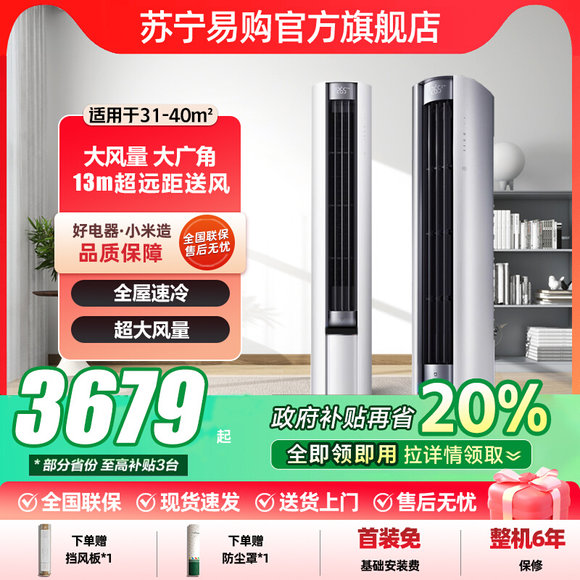 苏宁易购官方旗舰店
适用于31-40m²
大风量 大广角
13m超远距送风
好电器·小米造
品质保障
全国联保
售后无忧
全屋速冷
超大风量
3679起
*部分省份 至高补贴3台
政府补贴再省20%
全即领即用 拉详情领取
全国联保
现货速发
送货上门
售后无忧
下单赠
挡风板*1
下单赠
防尘罩*1
首装免
基础安装费
整机6年
保修